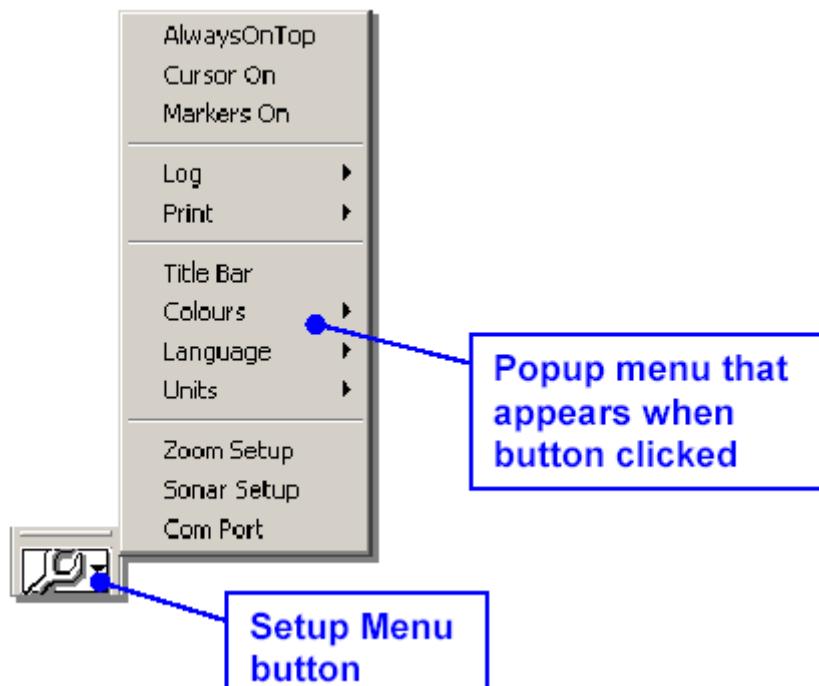 AlwaysOnTop
Cursor On
Markers On
Log
Print
Title Bar
Colours
Language
Units
Zoom Setup
Sonar Setup
Com Port
Popup menu that
appears when
button clicked
Setup Menu
button